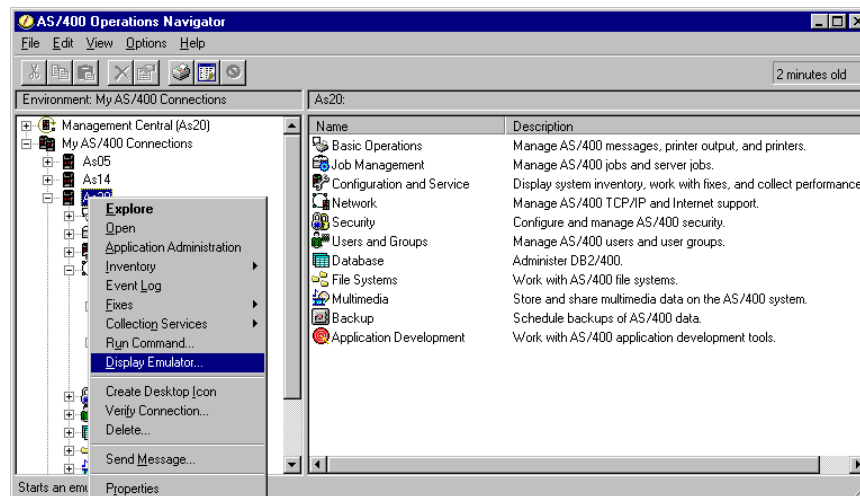 AS/400 Operations Navigator
File Edit View Options Help
2 minutes old
Environment: My AS/400 Connections
As20:
Management Central (As20)
My AS/400 Connections
As05
As14
As20
Explore
Open
Application Administration
Inventory
Event Log
Fixes
Collection Services
Run Command...
Display Emulator...
Create Desktop Icon
Verify Connection...
Delete...
Send Message...
Properties
Name Description
Basic Operations Manage AS/400 messages, printer output, and printers.
Job Management Manage AS/400 jobs and server jobs.
Configuration and Service Display system inventory, work with fixes, and collect performance
Network Manage AS/400 TCP/IP and Internet support.
Security Configure and manage AS/400 security.
Users and Groups Manage AS/400 users and user groups.
Database Administer DB2/400.
File Systems Work with AS/400 file systems.
Multimedia Store and share multimedia data on the AS/400 system.
Backup Schedule backups of AS/400 data.
Application Development Work with AS/400 application development tools.
Starts an emu